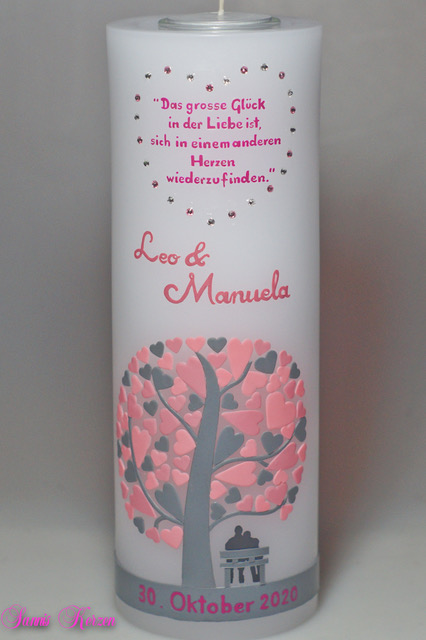 "Das grosse Glück
in der Liebe ist,
sich in einem anderen
Herzen
wiederzufinden."
Leo &
Manuela
30. Oktober 2020
Kerzen